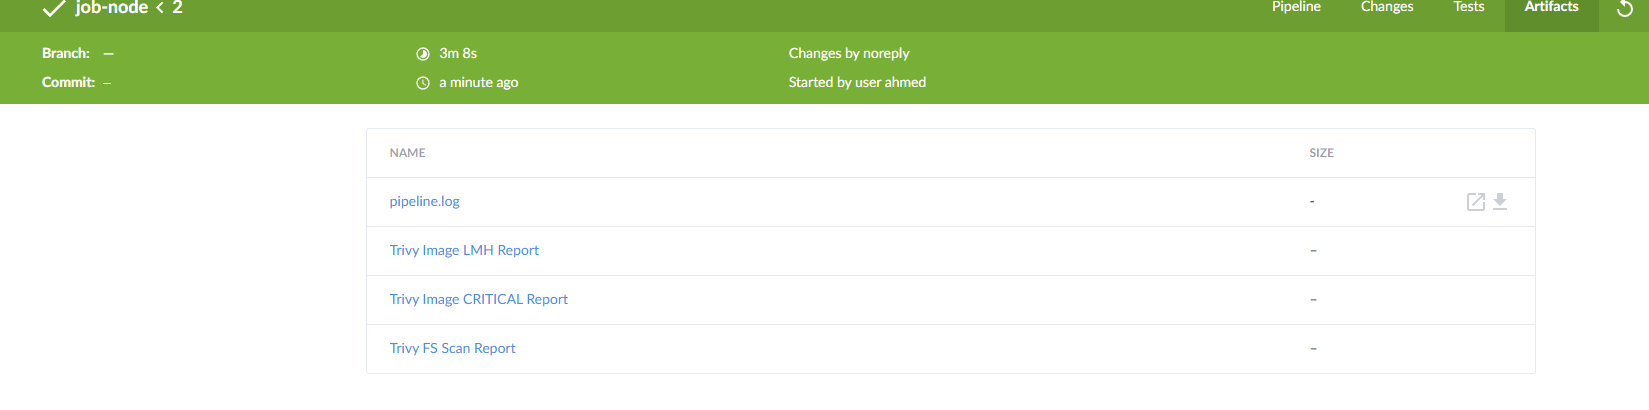 job-node < 2 Pipeline Changes Tests Artifacts
Branch: — 3m 8s Changes by noreply
Commit: – a minute ago Started by user ahmed
NAME SIZE
pipeline.log -
Trivy Image LMH Report –
Trivy Image CRITICAL Report –
Trivy FS Scan Report –